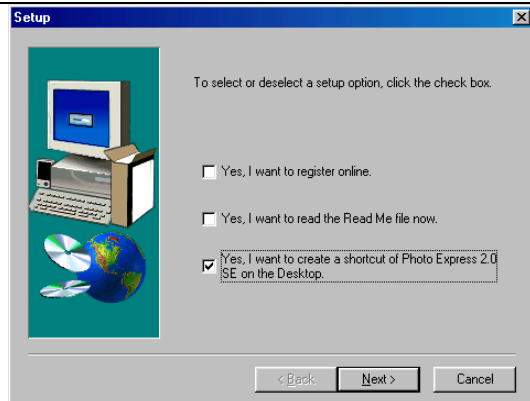 Setup
To select or deselect a setup option, click the check box.
Yes, I want to register online.
Yes, I want to read the Read Me file now.
Yes, I want to create a shortcut of Photo Express 2.0
SE on the Desktop.
< Back
Next >
Cancel